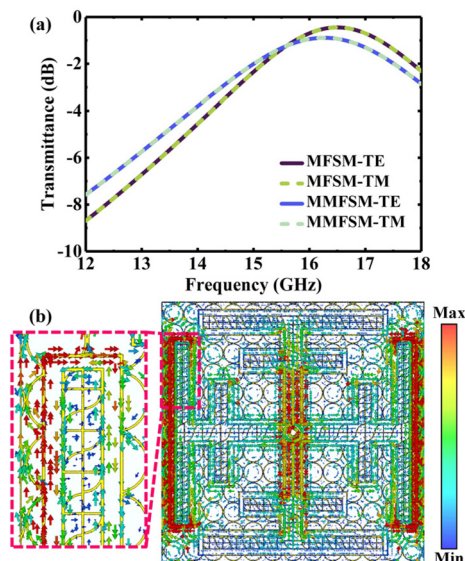 (a)
0
-2
-4
-6
-8
-10
Transmittance (dB)
MFSM-TE
MFSM-TM
MMFSM-TE
MMFSM-TM
12 13 14 15 16 17 18
Frequency (GHz)
(b)
Max
Min